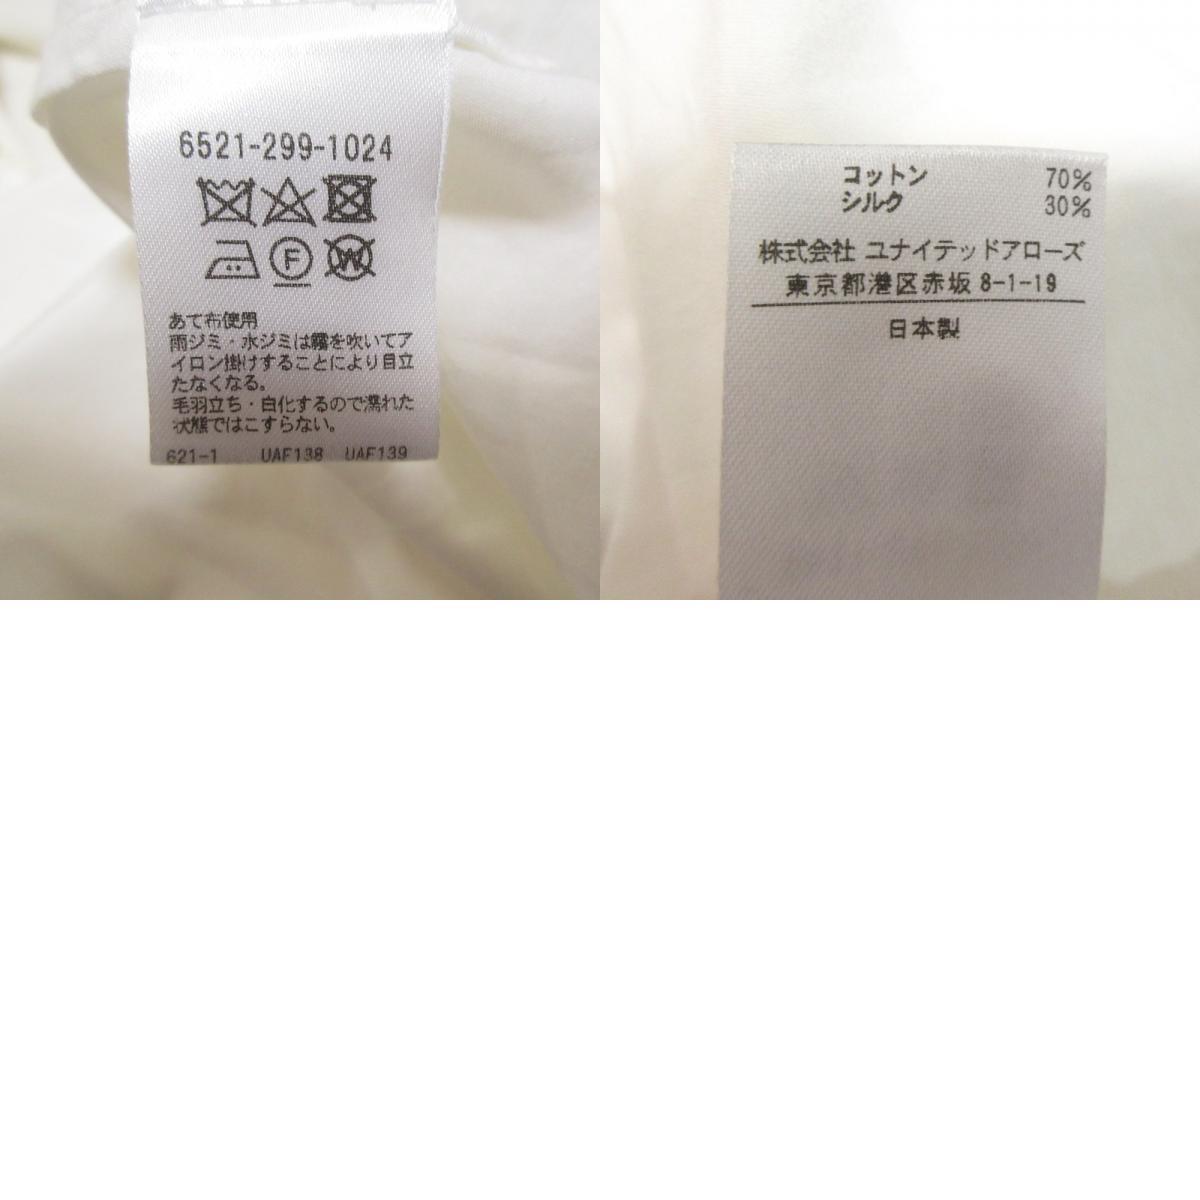 6521-299-1024
F
W
あて布使用
雨ジミ・水ジミは霧を吹いてア
イロン掛けすることにより目立
たなくなる。
毛羽立ち・白化するので濡れた
状態ではこすらない。
621-1 UAF138 UAF139
コットン 70%
シルク 30%
株式会社 ユナイテッドアローズ
東京都港区赤坂 8-1-19
日本製